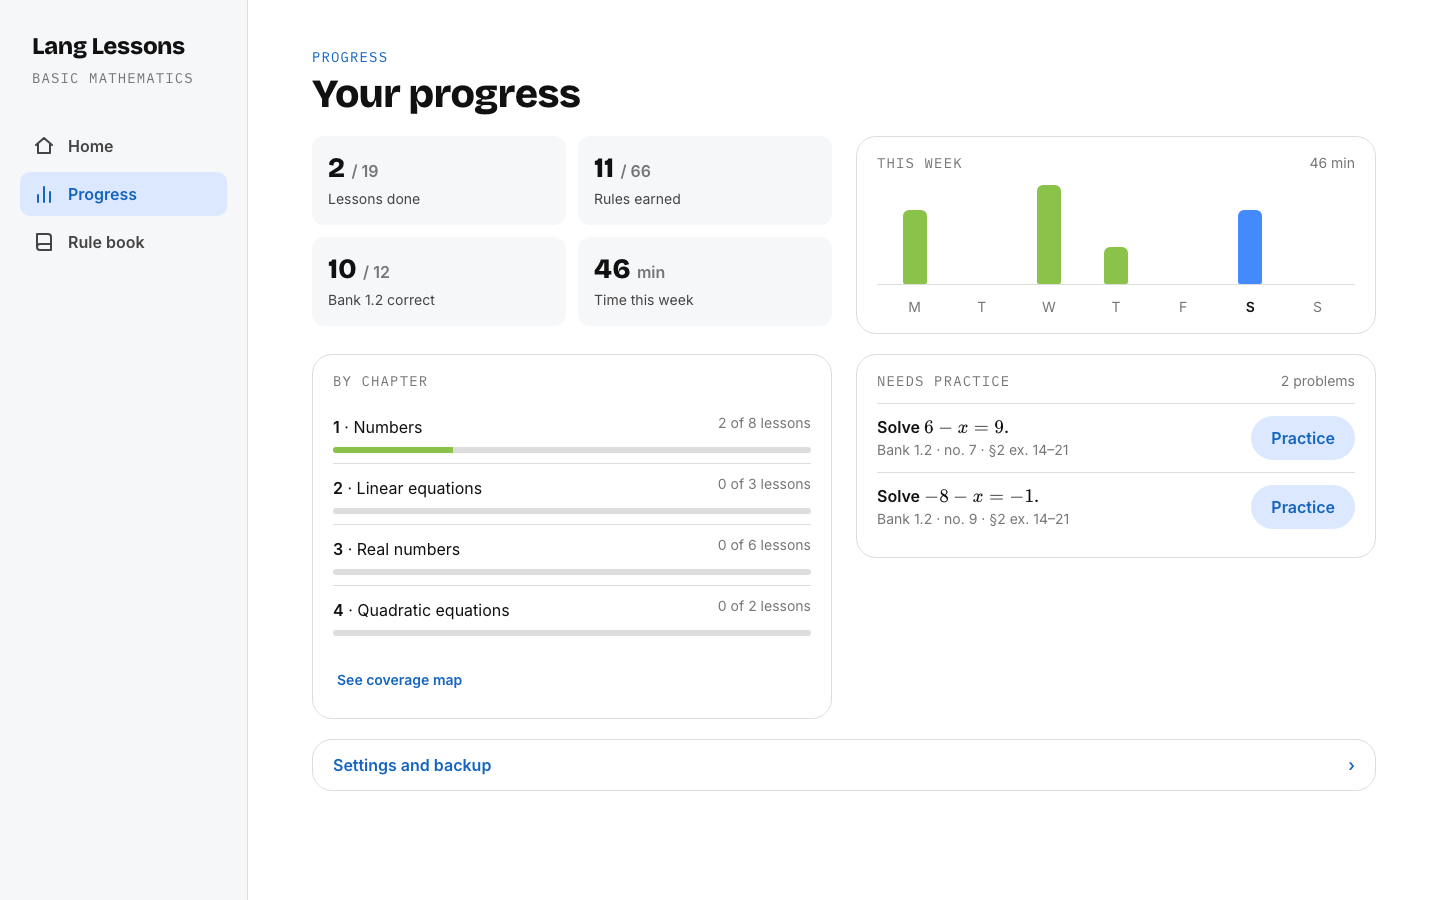 Lang Lessons
BASIC MATHEMATICS
Home
Progress
Rule book
PROGRESS
Your progress
2 / 19
Lessons done
11 / 66
Rules earned
10 / 12
Bank 1.2 correct
46 min
Time this week
THIS WEEK 46 min
M T W T F S S
BY CHAPTER
1 · Numbers 2 of 8 lessons
2 · Linear equations 0 of 3 lessons
3 · Real numbers 0 of 6 lessons
4 · Quadratic equations 0 of 2 lessons
See coverage map
NEEDS PRACTICE 2 problems
Solve 6 − x = 9.
Bank 1.2 · no. 7 · §2 ex. 14–21
Practice
Solve −8 − x = −1.
Bank 1.2 · no. 9 · §2 ex. 14–21
Practice
Settings and backup ›